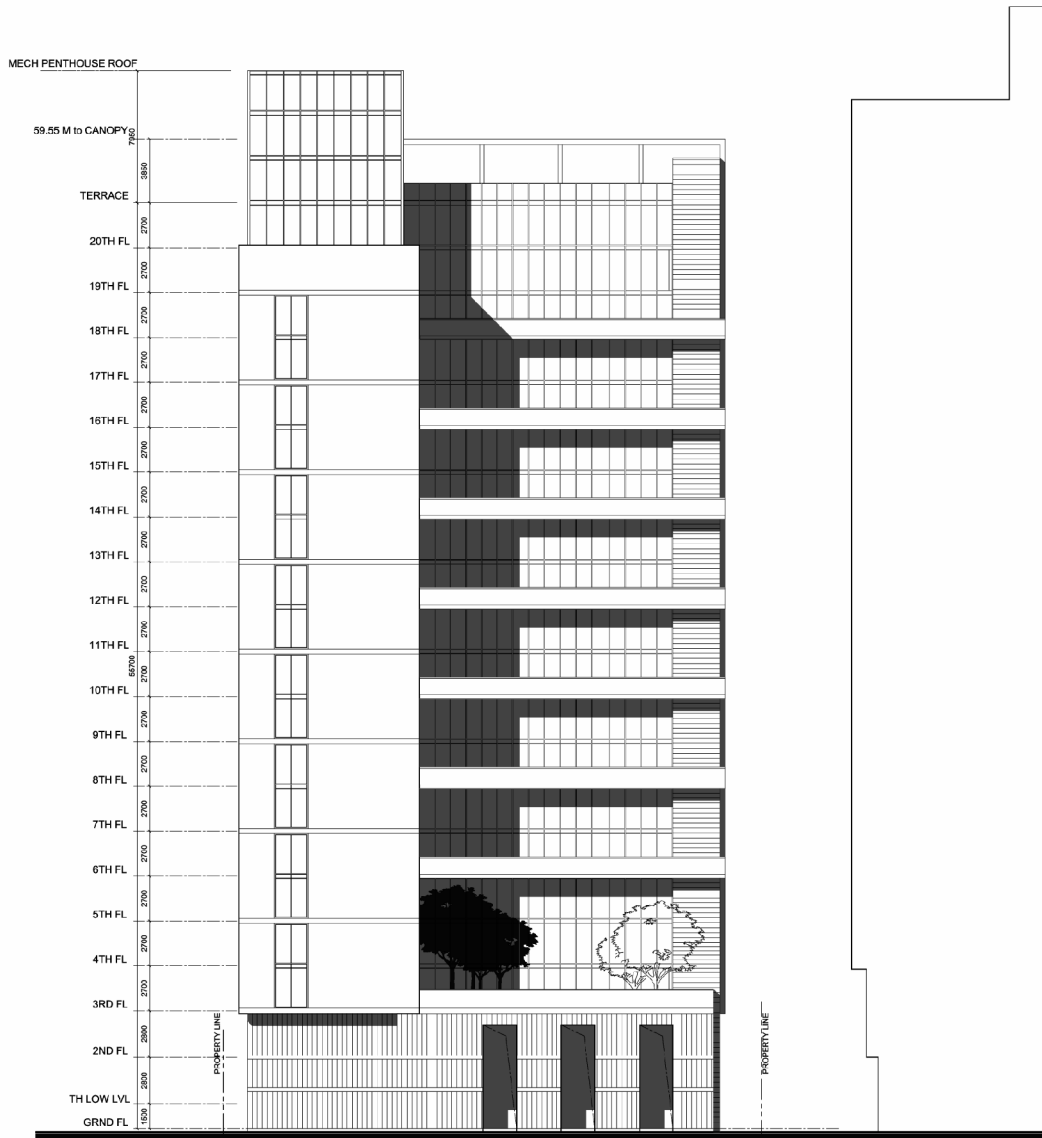 MECH PENTHOUSE ROOF
7950
59.55 M to CANOPY
3850
TERRACE
2700
20TH FL
2700
19TH FL
2700
18TH FL
2700
17TH FL
2700
16TH FL
2700
15TH FL
2700
14TH FL
2700
13TH FL
2700
12TH FL
2700
11TH FL
55700
2700
10TH FL
2700
9TH FL
2700
8TH FL
2700
7TH FL
2700
6TH FL
2700
5TH FL
2700
4TH FL
2700
3RD FL
2800
2ND FL
2800
TH LOW LVL
1500
GRND FL
PROPERTY LINE
PROPERTY LINE